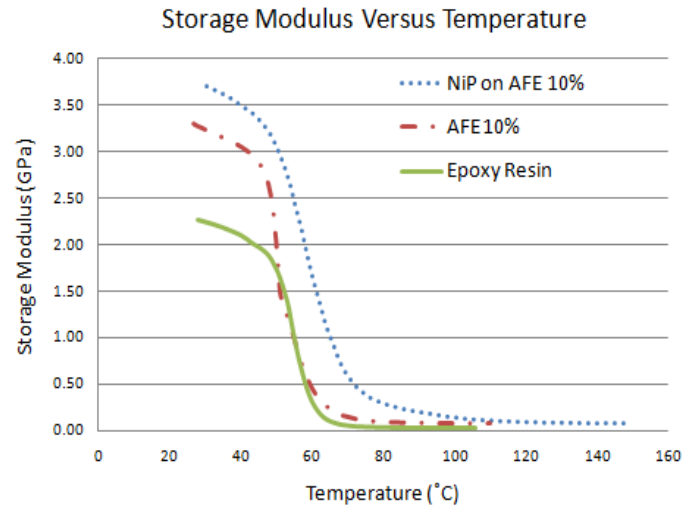 Storage Modulus Versus Temperature
4.00
3.50
3.00
2.50
2.00
1.50
1.00
0.50
0.00
Storage Modulus (GPa)
NiP on AFE 10%
AFE10%
Epoxy Resin
0 20 40 60 80 100 120 140 160
Temperature (˚C)